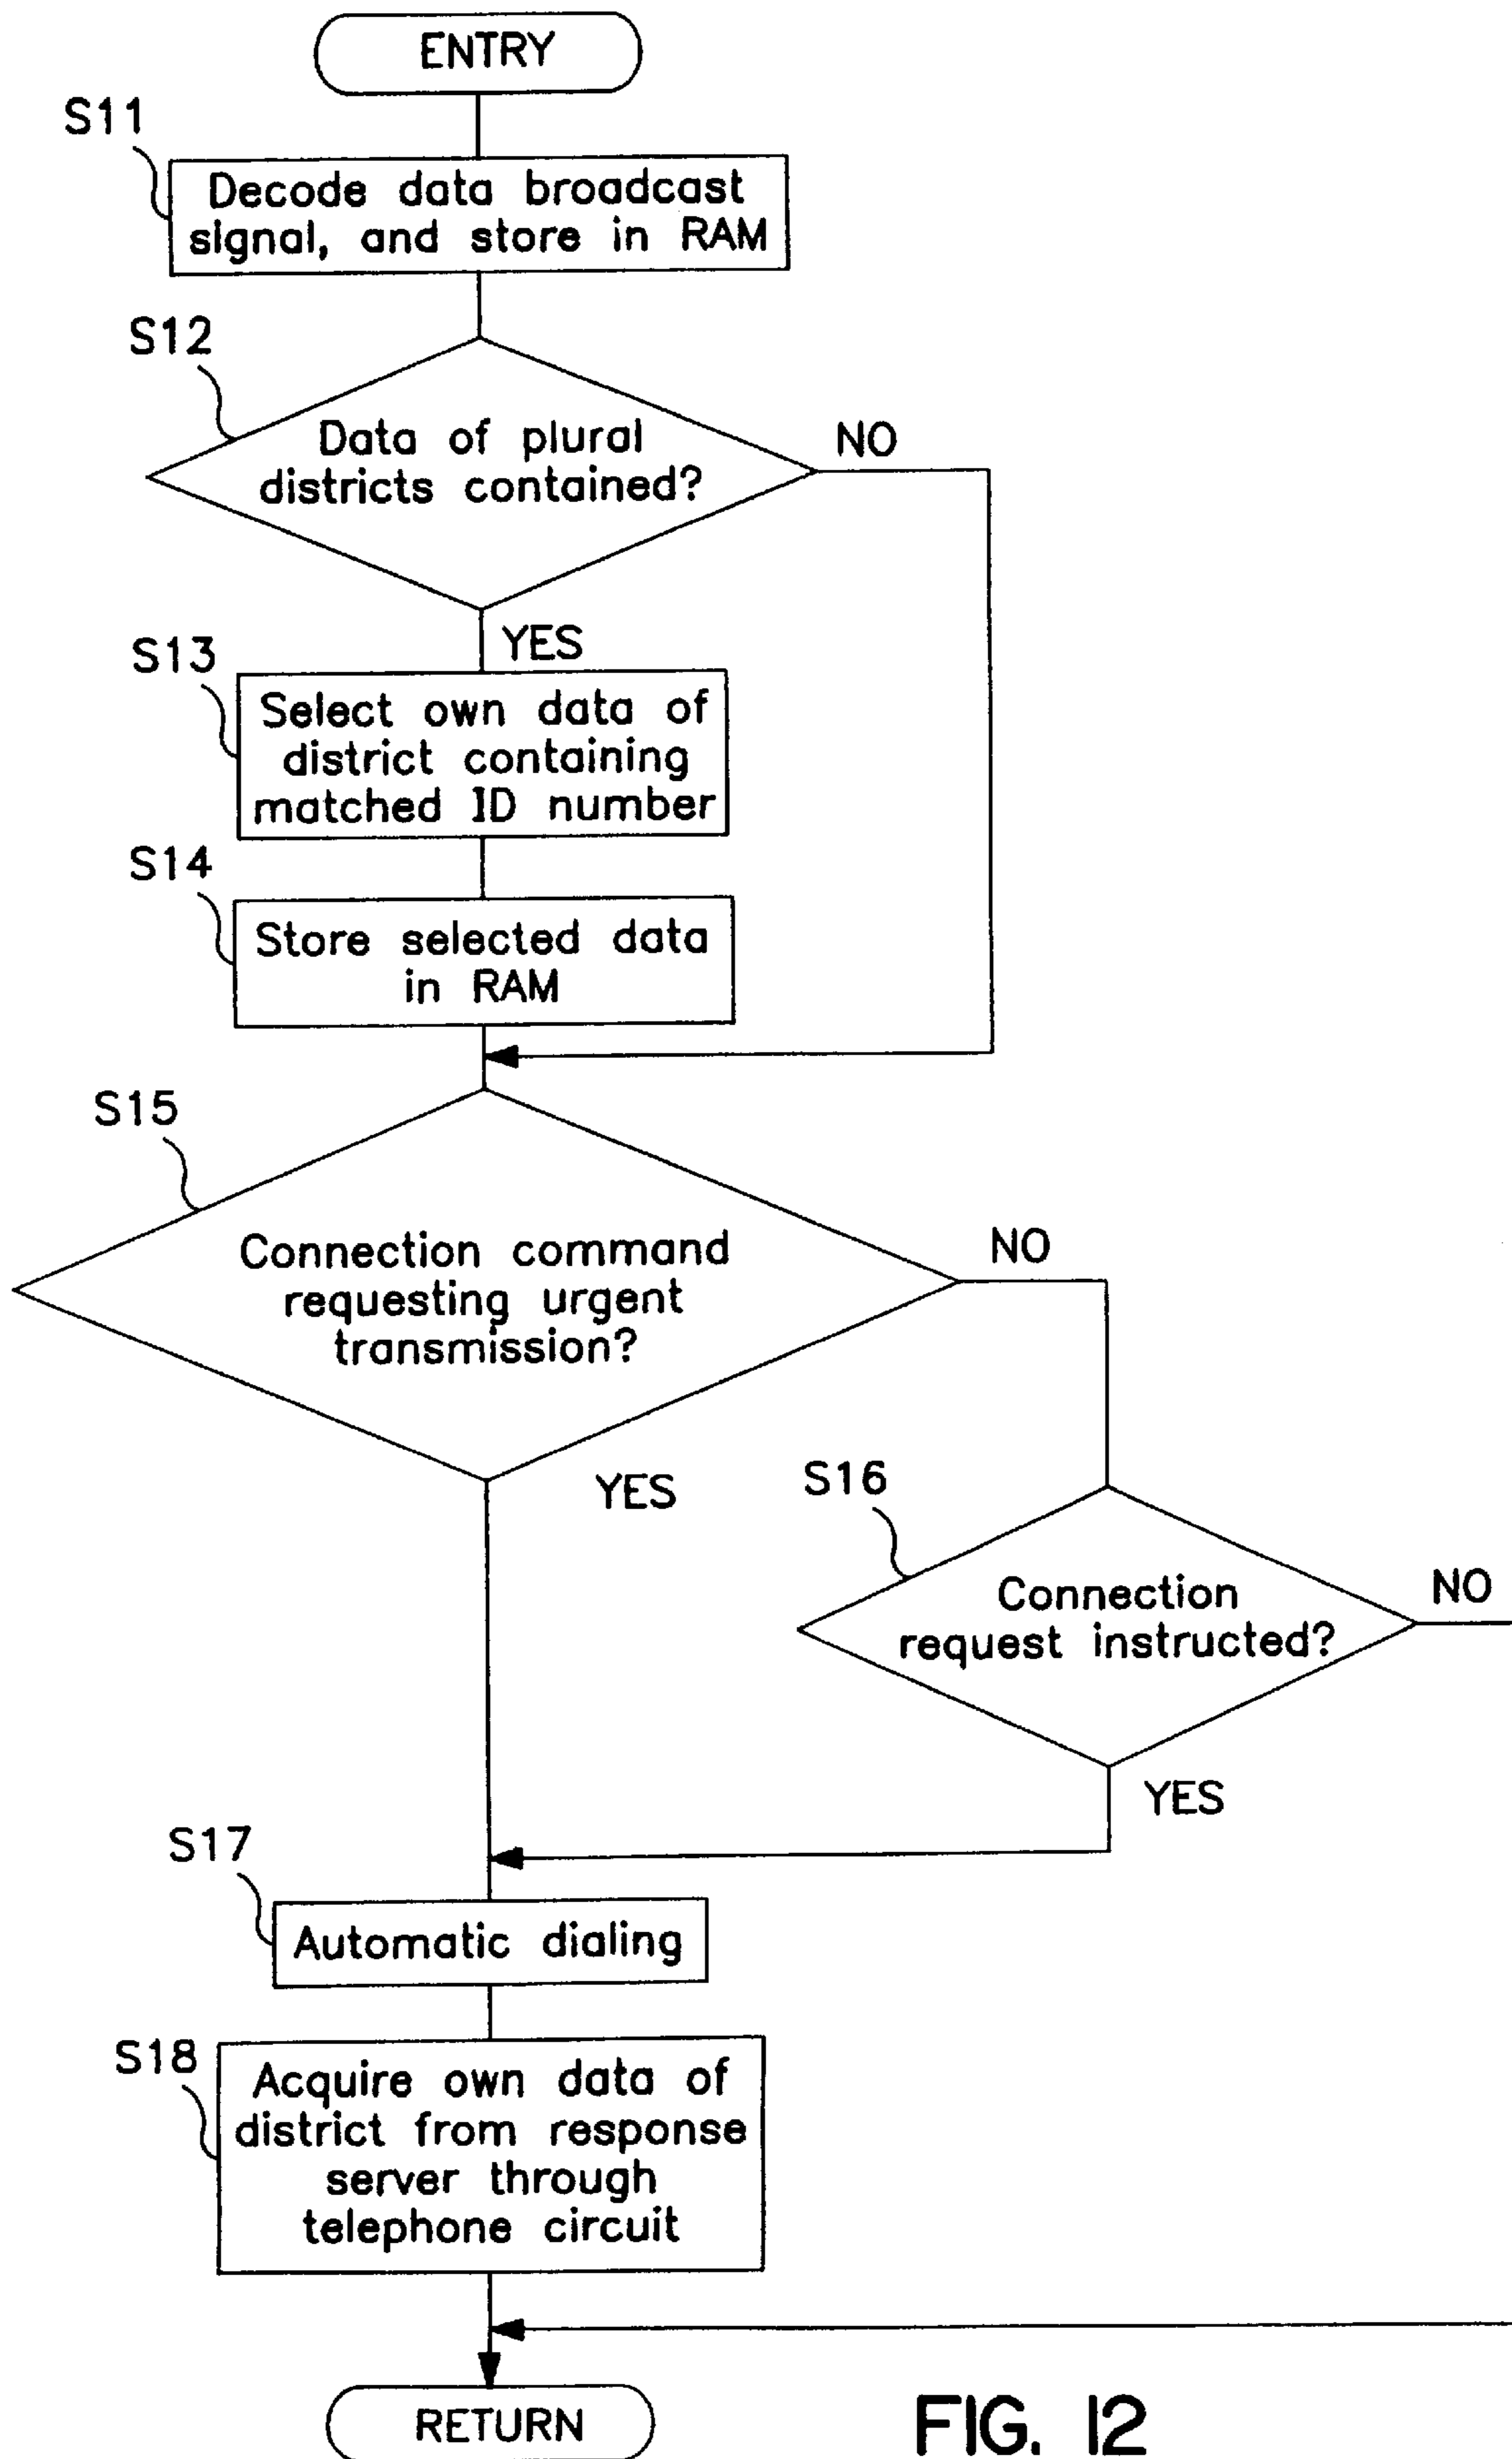 ENTRY
S11
Decode data broadcast
signal, and store in RAM
S12
Data of plural
districts contained?
NO
YES
S13
Select own data of
district containing
matched ID number
S14
Store selected data
in RAM
S15
Connection command
requesting urgent
transmission?
NO
YES
S16
Connection
request instructed?
NO
YES
S17
Automatic dialing
S18
Acquire own data of
district from response
server through
telephone circuit
RETURN
FIG. 12